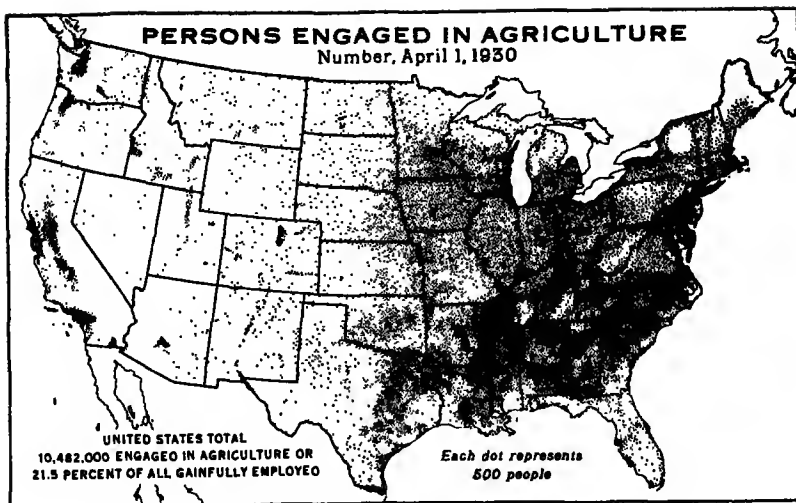 PERSONS ENGAGED IN AGRICULTURE
Number, April 1, 1930
UNITED STATES TOTAL
10,482,000 ENGAGED IN AGRICULTURE OR
21.5 PERCENT OF ALL GAINFULLY EMPLOYED
Each dot represents
500 people